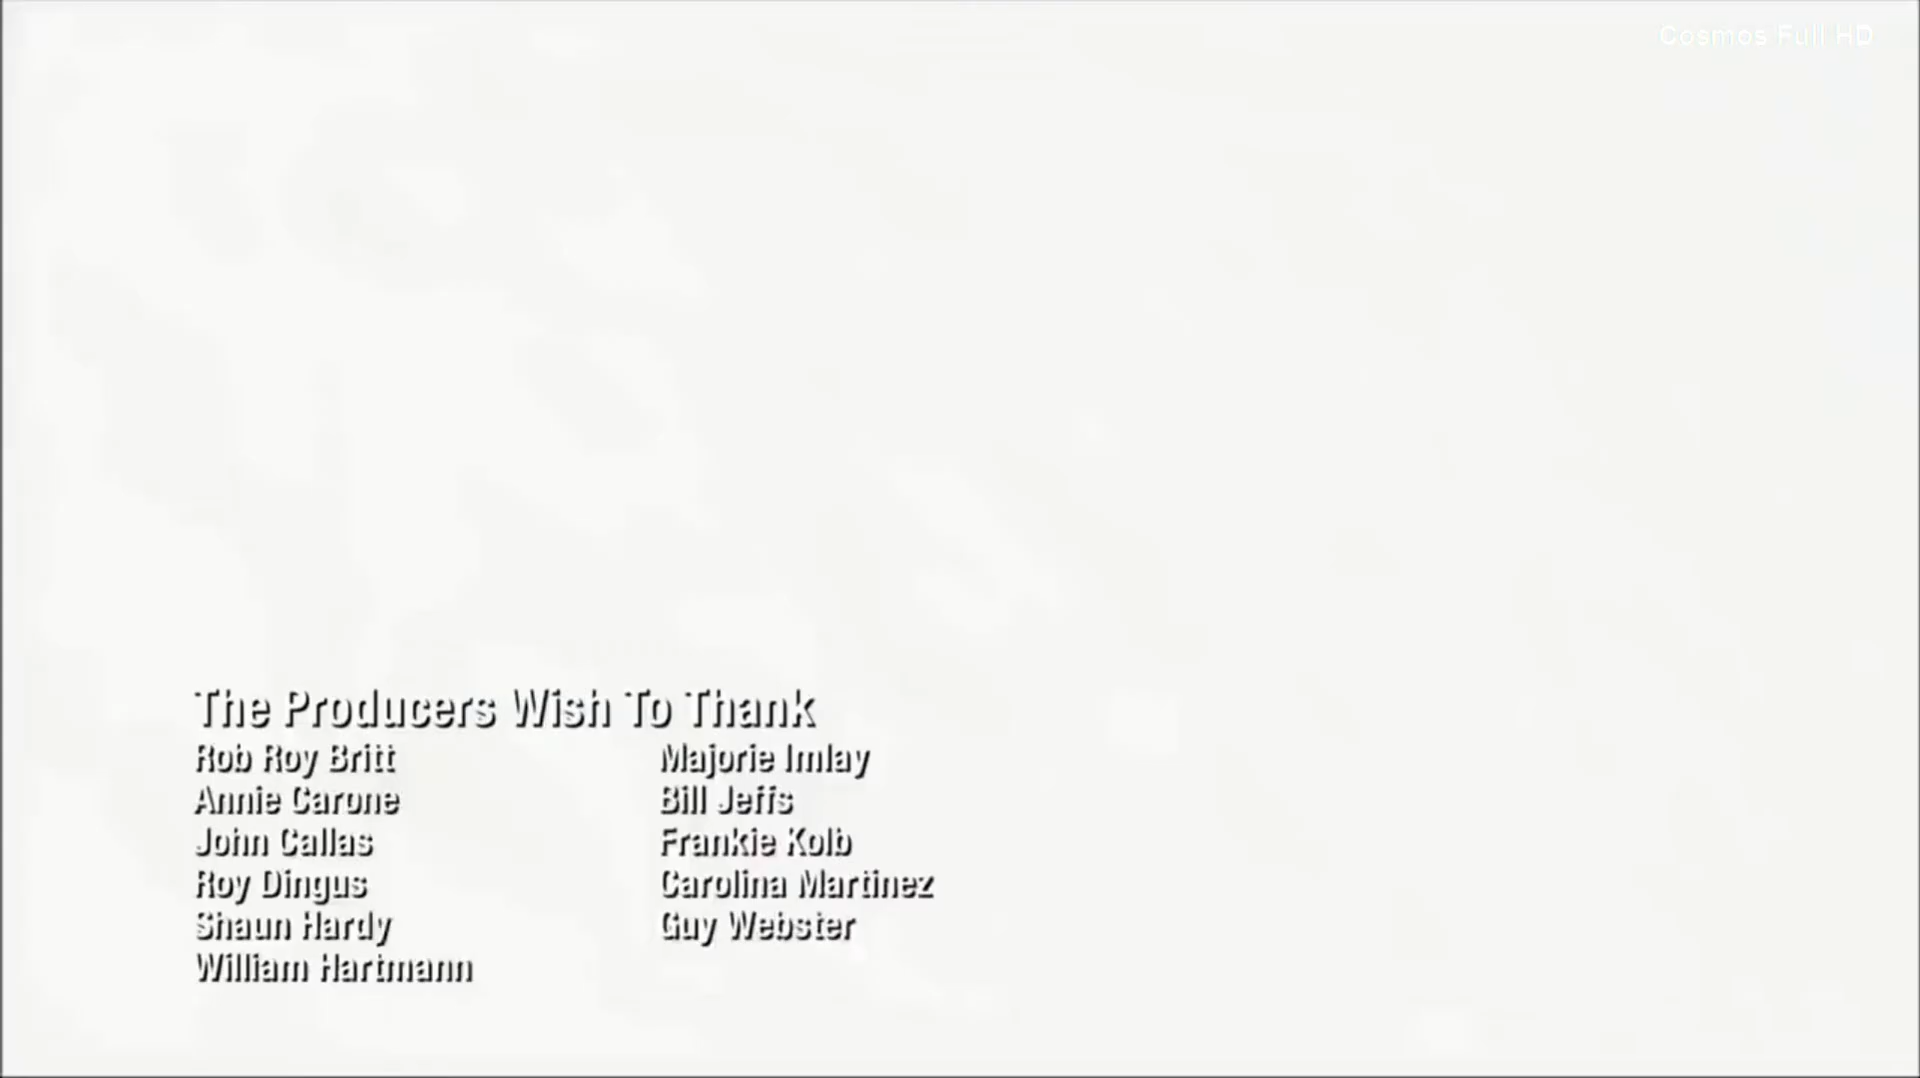 Cosmos Full HD
The Producers Wish To Thank
Rob Roy Britt
Annie Carone
John Callas
Roy Dingus
Shaun Hardy
William Hartmann
Majorie Imlay
Bill Jeffs
Frankie Kolb
Carolina Martinez
Guy Webster